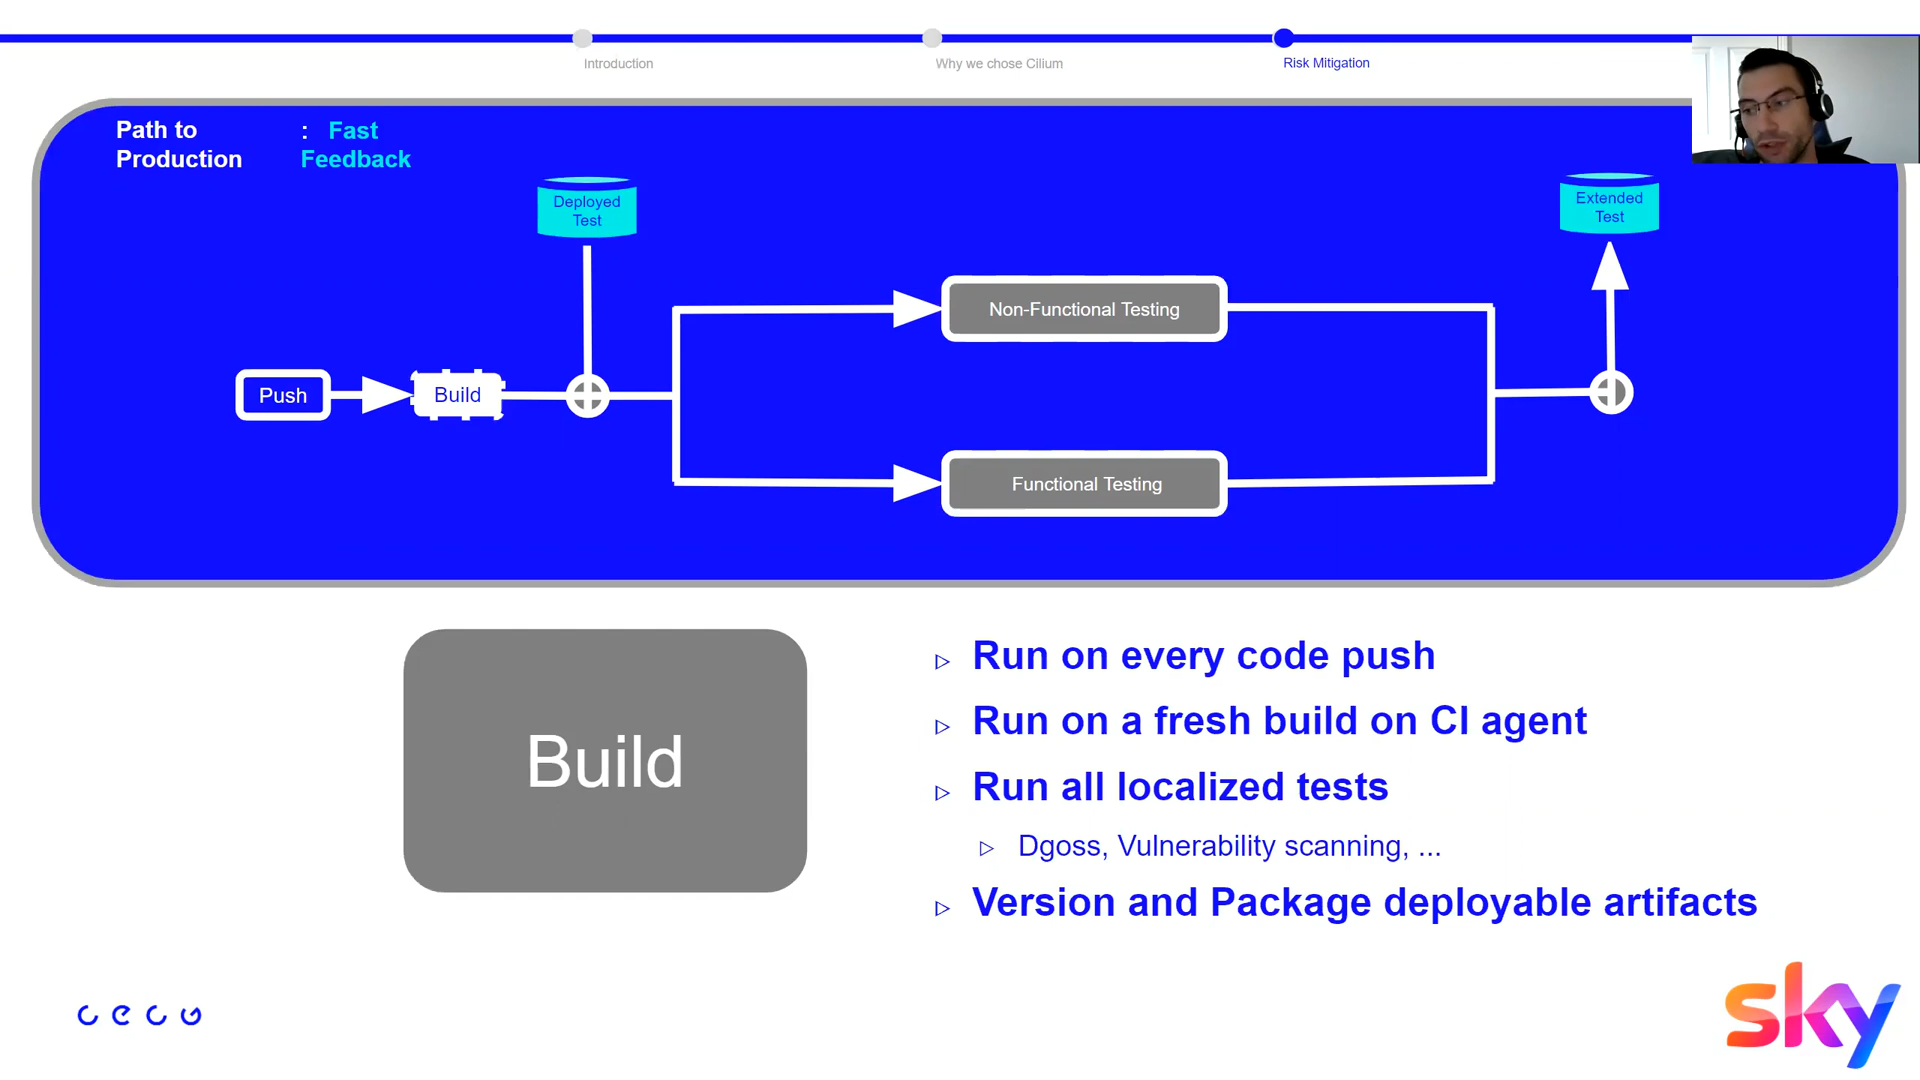 Introduction
Why we chose Cilium
Risk Mitigation
Path to Production
: Fast Feedback
Deployed
Test
Extended
Test
Non-Functional Testing
Push
Build
Functional Testing
Build
Run on every code push
Run on a fresh build on CI agent
Run all localized tests
Dgoss, Vulnerability scanning, ...
Version and Package deployable artifacts
cecg
sky